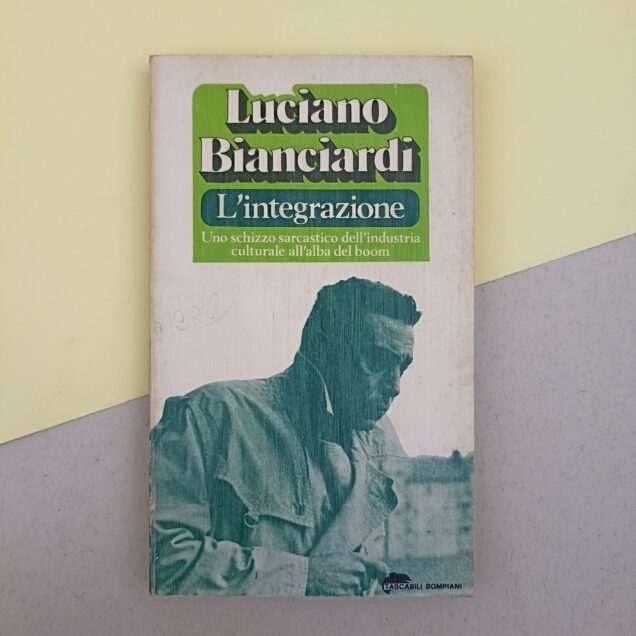 Luciano
Bianciardi
L'integrazione
Uno schizzo sarcastico dell'industria
culturale all'alba del boom
TASCABILI BOMPIANI